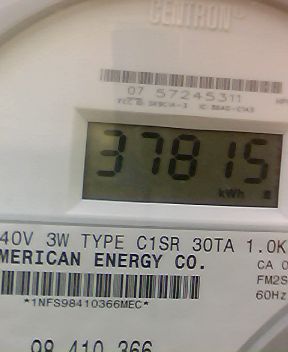 CENTRON®
07 57245311
37815
kWh
40V 3W TYPE C1SR 30TA 1.0K
MERICAN ENERGY CO.
CA 0
FM2S
60Hz
*1NFS98410366MEC*
98 410 366